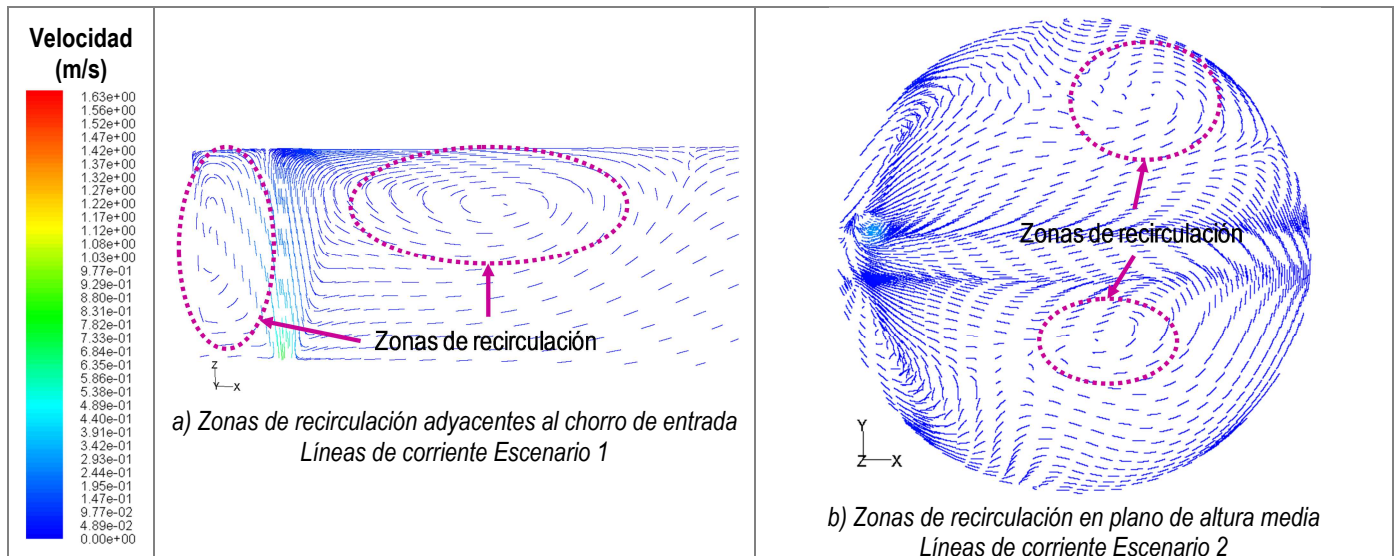 Velocidad
(m/s)
1.63e+00
1.56e+00
1.52e+00
1.47e+00
1.42e+00
1.37e+00
1.32e+00
1.27e+00
1.22e+00
1.17e+00
1.12e+00
1.08e+00
1.03e+00
9.77e-01
9.29e-01
8.80e-01
8.31e-01
7.82e-01
7.33e-01
6.84e-01
6.35e-01
5.86e-01
5.38e-01
4.89e-01
4.40e-01
3.91e-01
3.42e-01
2.93e-01
2.44e-01
1.95e-01
1.47e-01
9.77e-02
4.89e-02
0.00e+00
Zonas de recirculación
Z
Y X
a) Zonas de recirculación adyacentes al chorro de entrada
Líneas de corriente Escenario 1
Zonas de recirculación
Y
Z X
b) Zonas de recirculación en plano de altura media
Líneas de corriente Escenario 2